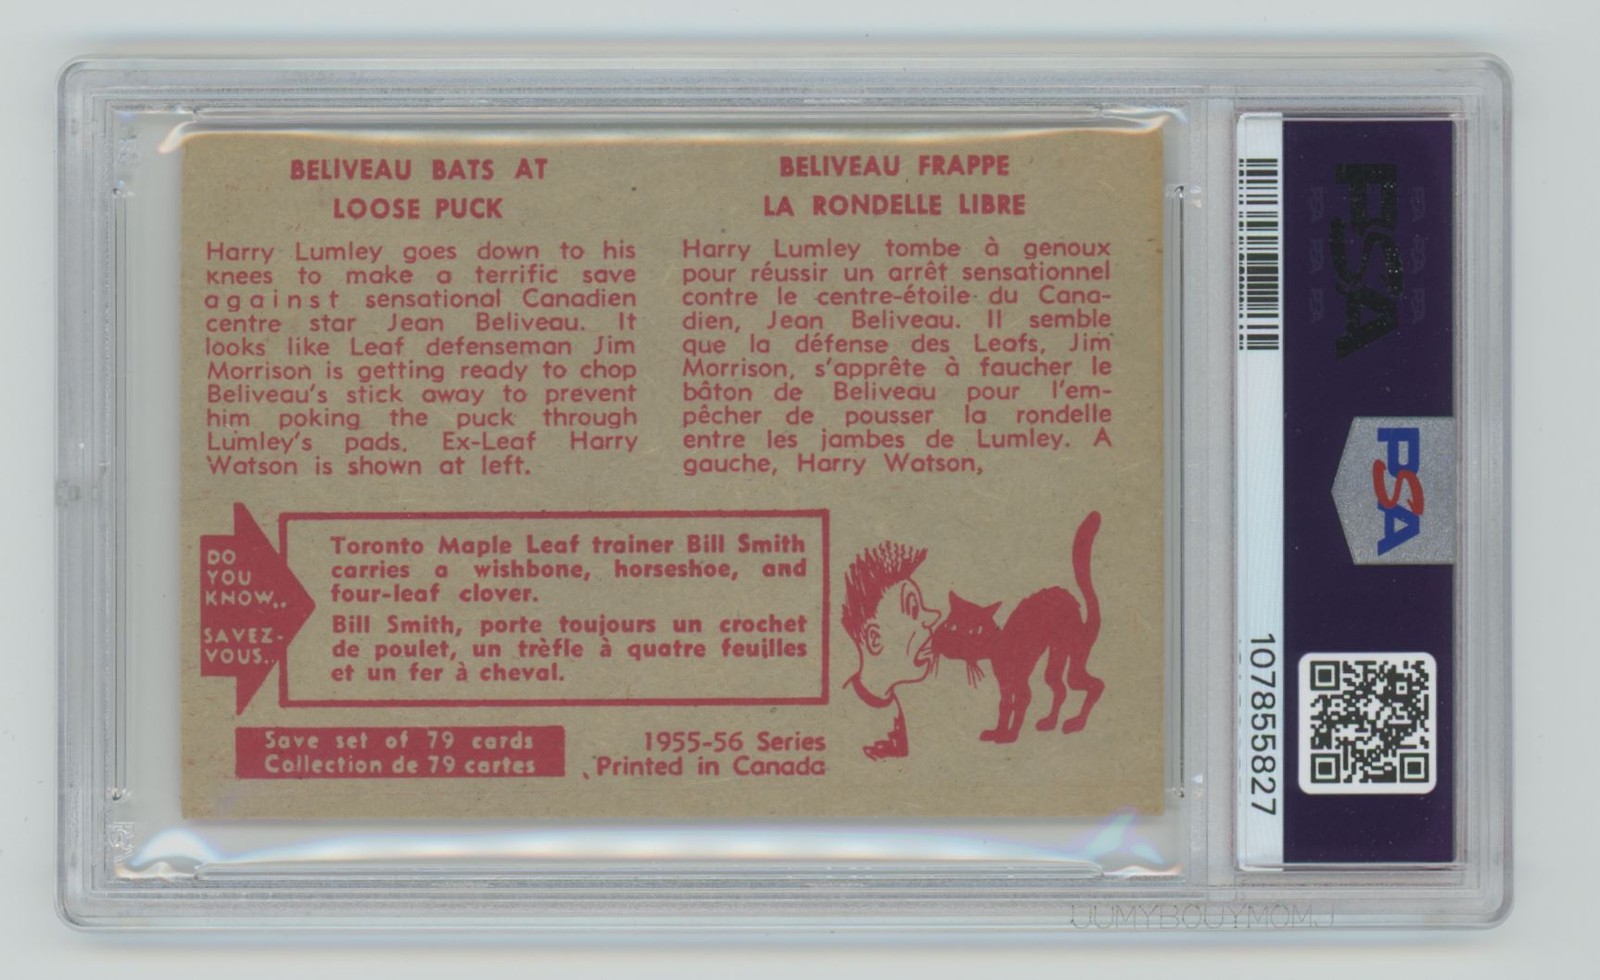 BELIVEAU BATS AT
LOOSE PUCK
Harry Lumley goes down to his
knees to make a terrific save
against sensational Canadien
centre star Jean Beliveau. It
looks like Leaf defenseman Jim
Morrison is getting ready to chop
Beliveau's stick away to prevent
him poking the puck through
Lumley's pads. Ex-Leaf Harry
Watson is shown at left.
BELIVEAU FRAPPE
LA RONDELLE LIBRE
Harry Lumley tombe à genoux
pour réussir un arrêt sensationnel
contre le centre-étoile du Cana-
dien, Jean Beliveau. Il semble
que la défense des Leafs, Jim
Morrison, s'apprête à faucher le
bâton de Beliveau pour l'em-
pêcher de pousser la rondelle
entre les jambes de Lumley. A
gauche, Harry Watson,
DO
YOU
KNOW..
SAVEZ-
VOUS..
Toronto Maple Leaf trainer Bill Smith
carries a wishbone, horseshoe, and
four-leaf clover.
Bill Smith, porte toujours un crochet
de poulet, un trèfle à quatre feuilles
et un fer à cheval.
Save set of 79 cards
Collection de 79 cartes
1955-56 Series
Printed in Canada
PSA
PSA
107855827